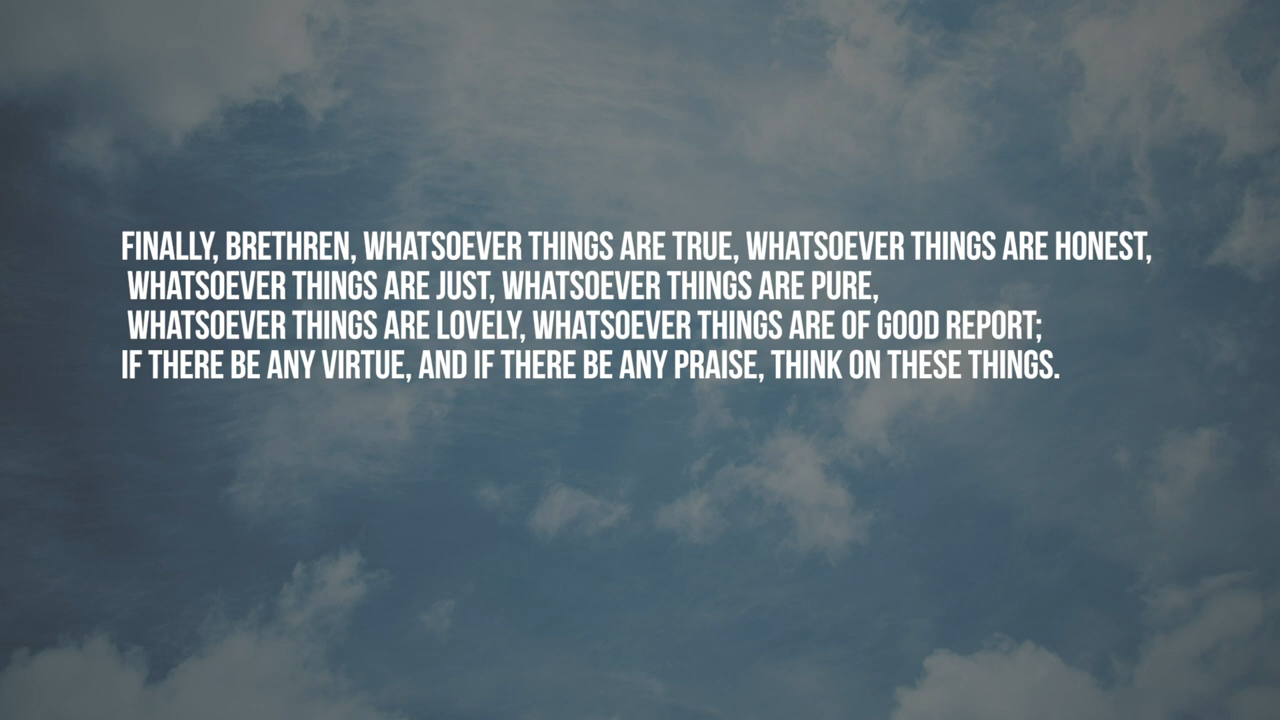 FINALLY, BRETHREN, WHATSOEVER THINGS ARE TRUE, WHATSOEVER THINGS ARE HONEST,
WHATSOEVER THINGS ARE JUST, WHATSOEVER THINGS ARE PURE,
WHATSOEVER THINGS ARE LOVELY, WHATSOEVER THINGS ARE OF GOOD REPORT;
IF THERE BE ANY VIRTUE, AND IF THERE BE ANY PRAISE, THINK ON THESE THINGS.